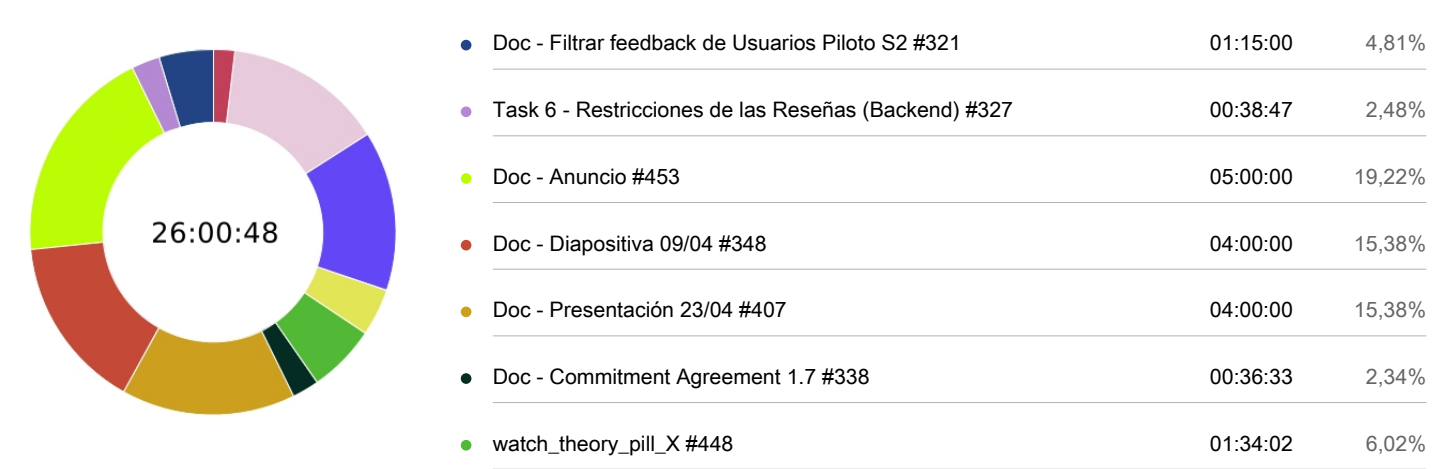 26:00:48
Doc - Filtrar feedback de Usuarios Piloto S2 #321 01:15:00 4,81%
Task 6 - Restricciones de las Reseñas (Backend) #327 00:38:47 2,48%
Doc - Anuncio #453 05:00:00 19,22%
Doc - Diapositiva 09/04 #348 04:00:00 15,38%
Doc - Presentación 23/04 #407 04:00:00 15,38%
Doc - Commitment Agreement 1.7 #338 00:36:33 2,34%
watch_theory_pill_X #448 01:34:02 6,02%